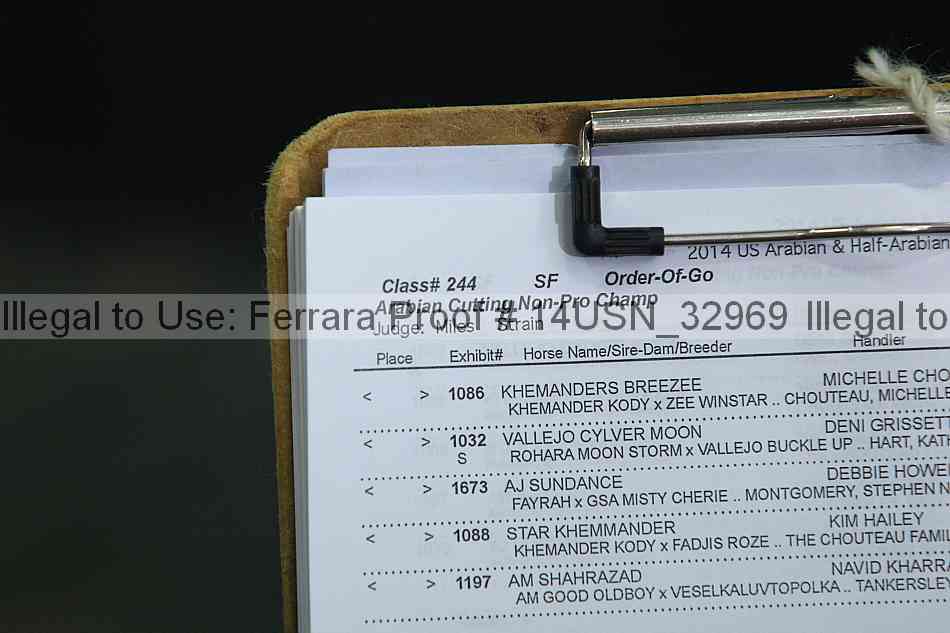 2014 US Arabian & Half-Arabian
Class# 244 SF Order-Of-Go
Arabian Cutting Non-Pro Champ
Illegal to Use: Ferrara Proof # 14USN_32969 Illegal to
Judge: Miles Strain
Place Exhibit# Horse Name/Sire-Dam/Breeder Handler
< > 1086 KHEMANDERS BREEZEE MICHELLE CHO
KHEMANDER KODY x ZEE WINSTAR .. CHOUTEAU, MICHELLE
< > 1032 VALLEJO CYLVER MOON DENI GRISSETT
S ROHARA MOON STORM x VALLEJO BUCKLE UP .. HART, KATH
< > 1673 AJ SUNDANCE DEBBIE HOWE
FAYRAH x GSA MISTY CHERIE .. MONTGOMERY, STEPHEN N
< > 1088 STAR KHEMMANDER KIM HAILEY
KHEMANDER KODY x FADJIS ROZE .. THE CHOUTEAU FAMIL
< > 1197 AM SHAHRAZAD NAVID KHARRA
AM GOOD OLDBOY x VESELKALUVTOPOLKA .. TANKERSLEY